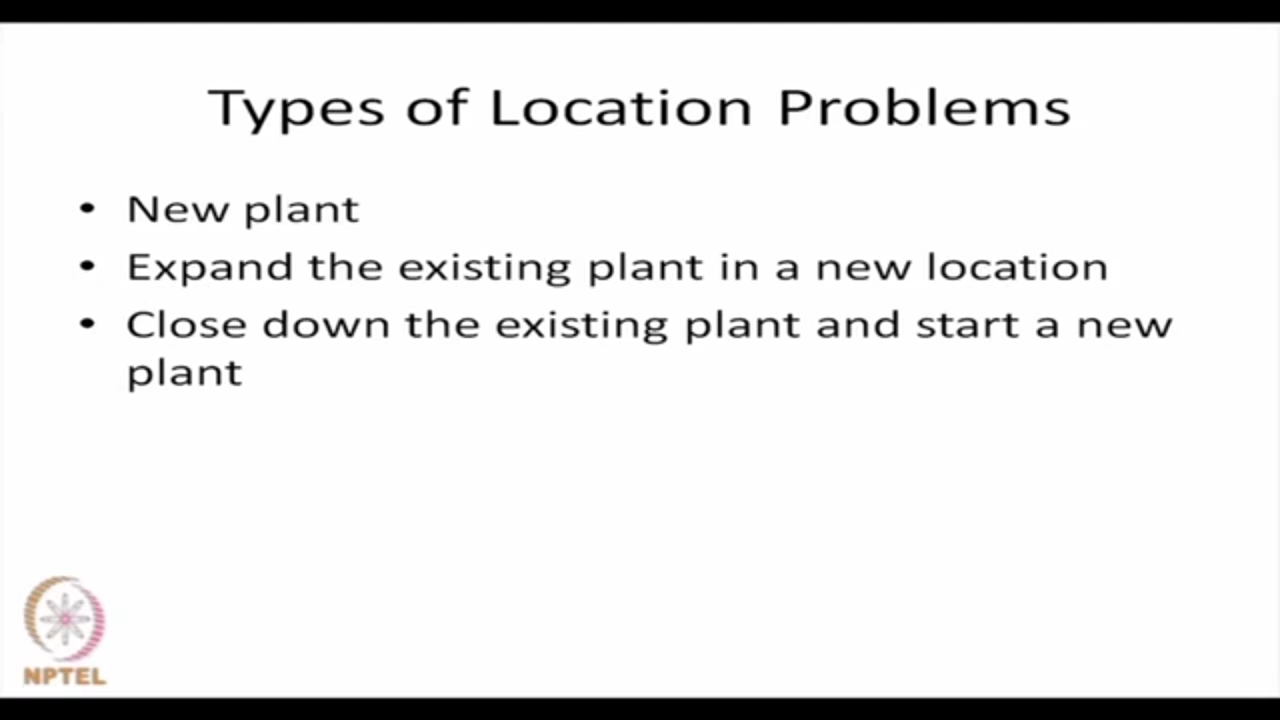 Types of Location Problems
• New plant
• Expand the existing plant in a new location
• Close down the existing plant and start a new
plant
NPTEL